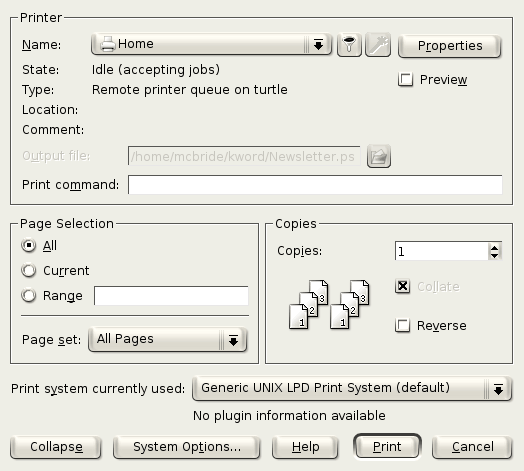 Printer
Name: Home Properties
State: Idle (accepting jobs)
Type: Remote printer queue on turtle Preview
Location:
Comment:
Output file: /home/mcbride/kword/Newsletter.ps
Print command:
Page Selection
All
Current
Range
Page set: All Pages
Copies
Copies: 1
1 2 3 1 2 3
Collate
Reverse
Print system currently used: Generic UNIX LPD Print System (default)
No plugin information available
Collapse System Options... Help Print Cancel